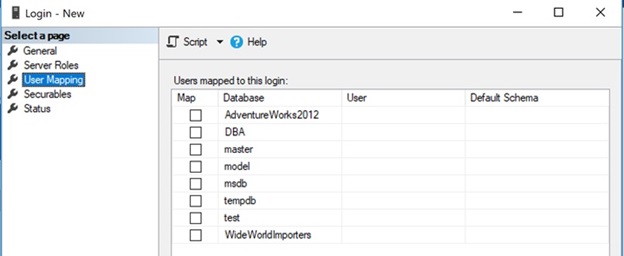 Login - New
Select a page
General
Server Roles
User Mapping
Securables
Status
Script Help
Users mapped to this login:
Map Database User Default Schema
AdventureWorks2012
DBA
master
model
msdb
tempdb
test
WideWorldImporters